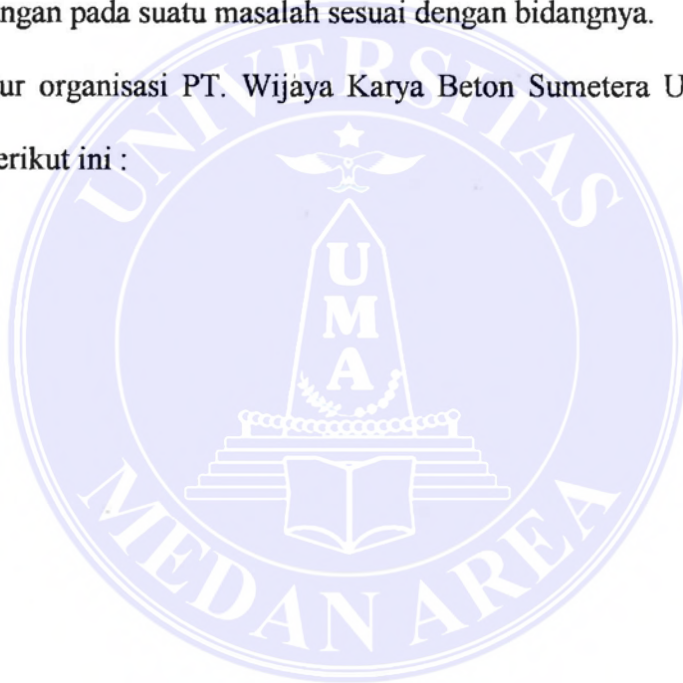 ngan pada suatu masalah sesuai dengan bidangnya.
ur organisasi PT. Wijaya Karya Beton Sumetera U
erikut ini :
UNIVERSITAS
UMA
MEDAN AREA